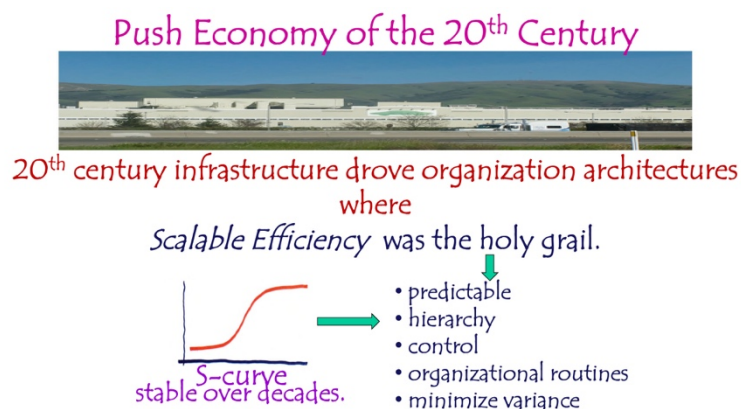 Push Economy of the 20th Century
20th century infrastructure drove organization architectures
where
Scalable Efficiency was the holy grail.
• predictable
• hierarchy
• control
• organizational routines
• minimize variance
S-curve
stable over decades.